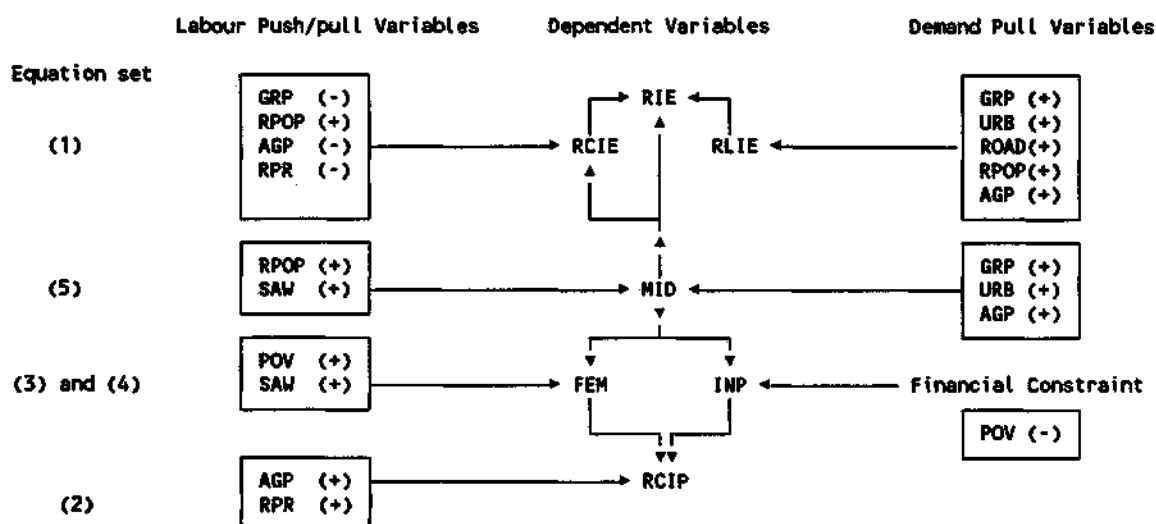 Labour Push/pull Variables Dependent Variables Demand Pull Variables
Equation set
GRP (-) RIE GRP (+)
RPOP (+) URB (+)
(1) AGP (-) RCIE RLIE ROAD(+)
RPR (-) RPOP(+)
AGP (+)
RPOP (+) GRP (+)
(5) SAW (+) MID URB (+)
AGP (+)
POV (+)
(3) and (4) SAW (+) FEM INP Financial Constraint
POV (-)
AGP (+) RCIP
(2) RPR (+)